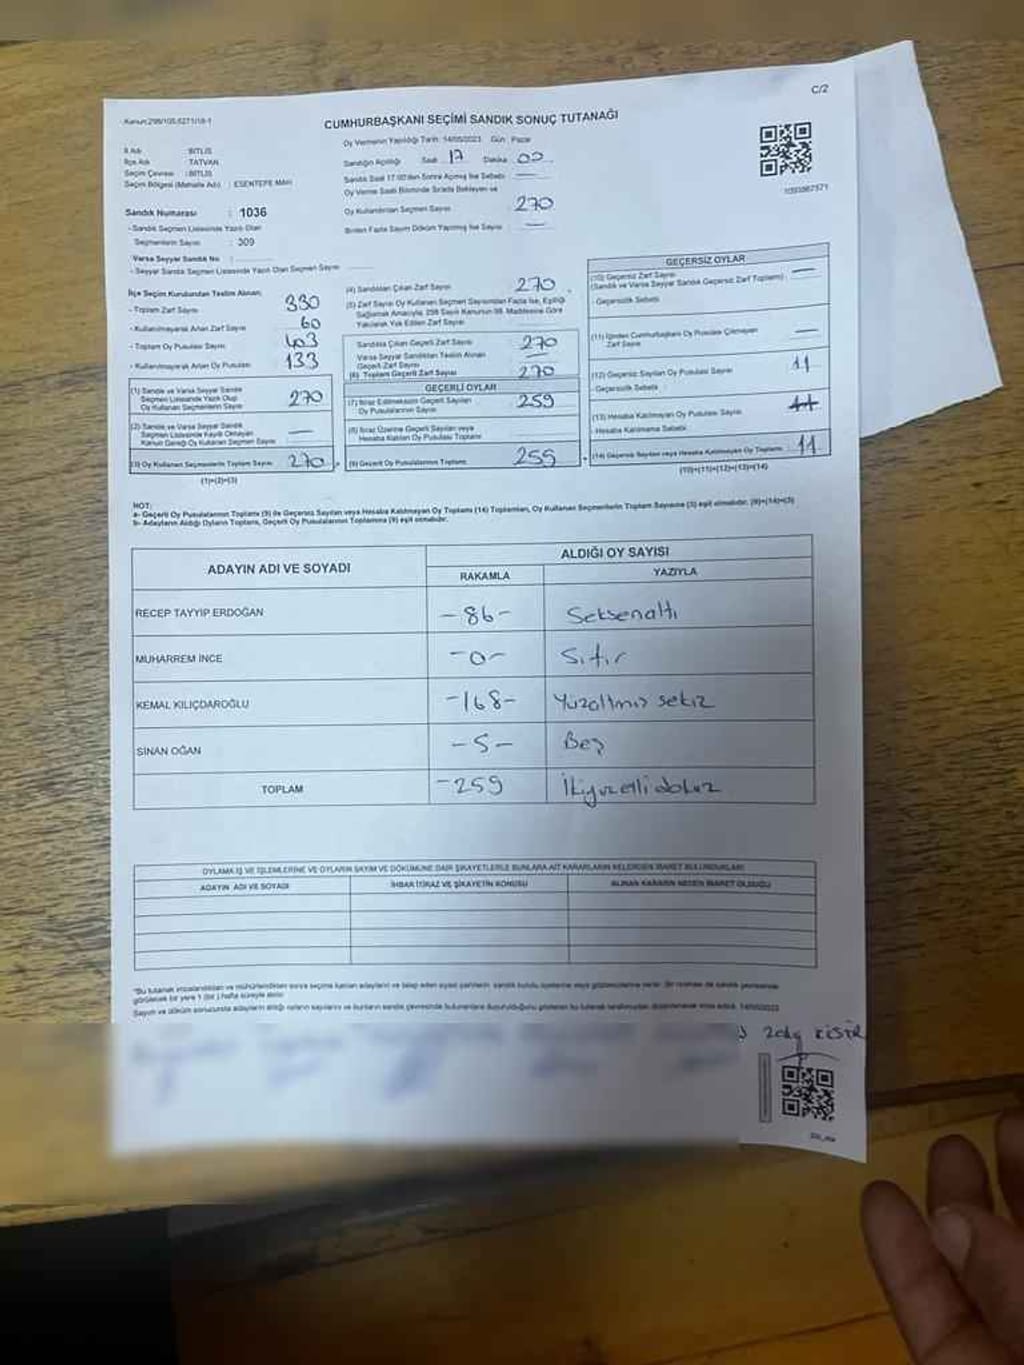 Kanun:298/105,6271/18-1
C/2
CUMHURBAŞKANI SEÇİMİ SANDIK SONUÇ TUTANAĞI
Oy Vermenin Yapıldığı Tarih: 14/05/2023 Gün: Pazar
İl Adı : BİTLİS
İlçe Adı : TATVAN
Seçim Çevresi : BİTLİS
Seçim Bölgesi (Mahalle Adı) : ESENTEPE MAH
Sandığın Açıldığı Saat 17 Dakika 00
Sandık Saat 17:00'den Sonra Açılmış İse Sebebi —
Oy Verme Saati Bitiminde Sırada Bekleyen ve
Oy Kullandırılan Seçmen Sayısı 270
Birden Fazla Sayım Döküm Yapılmış İse Sayısı —
Sandık Numarası : 1036
- Sandık Seçmen Listesinde Yazılı Olan
Seçmenlerin Sayısı : 309
Varsa Seyyar Sandık No :
- Seyyar Sandık Seçmen Listesinde Yazılı Olan Seçmen Sayısı
İlçe Seçim Kurulundan Teslim Alınan:
- Toplam Zarf Sayısı 330
- Kullanılmayarak Artan Zarf Sayısı 60
- Toplam Oy Pusulası Sayısı 403
- Kullanılmayarak Artan Oy Pusulası 133
(1) Sandık ve Varsa Seyyar Sandık
Seçmen Listesinde Yazılı Olup
Oy Kullanan Seçmenlerin Sayısı 270
(2) Sandık ve Varsa Seyyar Sandık
Seçmen Listesinde Kayıtlı Olmayan
Kanun Gereği Oy Kullanan Seçmen Sayısı —
(3) Oy Kullanan Seçmenlerin Toplam Sayısı 270
(1)+(2)=(3)
(4) Sandıktan Çıkan Zarf Sayısı 270
(5) Zarf Sayısı Oy Kullanan Seçmen Sayısından Fazla İse, Eşitliği
Sağlamak Amacıyla, 298 Sayılı Kanunun 98. Maddesine Göre
Yakılarak Yok Edilen Zarf Sayısı
Sandıkta Çıkan Geçerli Zarf Sayısı 270
Varsa Seyyar Sandıktan Teslim Alınan
Geçerli Zarf Sayısı —
(6) Toplam Geçerli Zarf Sayısı 270
GEÇERLİ OYLAR
(7) İtiraz Edilmeksizin Geçerli Sayılan
Oy Pusulalarının Sayısı 259
(8) İtiraz Üzerine Geçerli Sayılan veya
Hesaba Katılan Oy Pusulaları Toplamı
(9) Geçerli Oy Pusulalarının Toplamı 259
1093987571
GEÇERSİZ OYLAR
(10) Geçersiz Zarf Sayısı
(Sandık ve Varsa Seyyar Sandık Geçersiz Zarf Toplamı) —
- Geçersizlik Sebebi
(11) İçinden Cumhurbaşkanı Oy Pusulası Çıkmayan
Zarf Sayısı —
(12) Geçersiz Sayılan Oy Pusulası Sayısı 11
- Geçersizlik Sebebi
(13) Hesaba Katılmayan Oy Pusulası Sayısı 11
- Hesaba Katılmama Sebebi
(14) Geçersiz Sayılan veya Hesaba Katılmayan Oy Toplamı 11
(10)+(11)+(12)+(13)=(14)
NOT:
a- Geçerli Oy Pusulalarının Toplamı (9) ile Geçersiz Sayılan veya Hesaba Katılmayan Oy Toplamı (14) Toplamları, Oy Kullanan Seçmenlerin Toplam Sayısına (3) eşit olmalıdır. (9)+(14)=(3)
b- Adayların Aldığı Oyların Toplamı, Geçerli Oy Pusulalarının Toplamına (9) eşit olmalıdır.
ADAYIN ADI VE SOYADI
ALDIĞI OY SAYISI
RAKAMLA YAZIYLA
RECEP TAYYİP ERDOĞAN -86- Seksenaltı
MUHARREM İNCE -0- Sıfır
KEMAL KILIÇDAROĞLU -168- Yüzaltmış sekiz
SİNAN OĞAN -5- Beş
TOPLAM -259 İkiyüzellidokuz
OYLAMA İŞ VE İŞLEMLERİNE VE OYLARIN SAYIM VE DÖKÜMÜNE DAİR ŞİKAYETLERLE BUNLARA AİT KARARLARIN NELERDEN İBARET BULUNDUKLARI
ADAYIN ADI VE SOYADI İHBAR İTİRAZ VE ŞİKAYETİN KONUSU ALINAN KARARIN NEDEN İBARET OLDUĞU